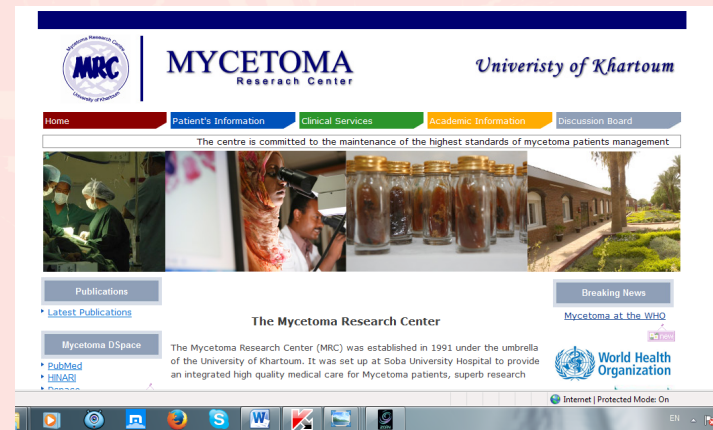 Mycetoma Research Centre
MRC
University of Khartoum
MYCETOMA
Reserach Center
Univeristy of Khartoum
Home
Patient's Information
Clinical Services
Academic Information
Discussion Board
The centre is committed to the maintenance of the highest standards of mycetoma patients management
Publications
Latest Publications
Mycetoma DSpace
PubMed
HINARI
The Mycetoma Research Center
The Mycetoma Research Center (MRC) was established in 1991 under the umbrella
of the University of Khartoum. It was set up at Soba University Hospital to provide
an integrated high quality medical care for Mycetoma patients, superb research
Breaking News
Mycetoma at the WHO
World Health
Organization
Internet | Protected Mode: On
EN